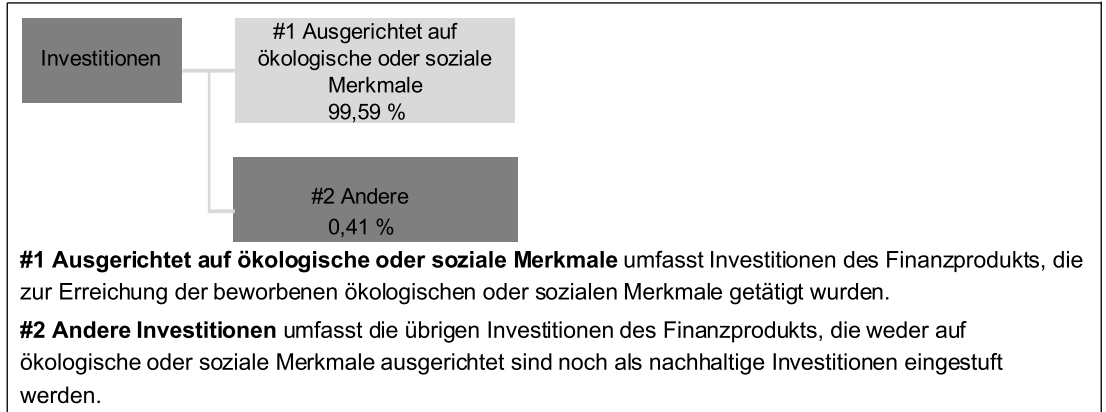 Investitionen
#1 Ausgerichtet auf
ökologische oder soziale
Merkmale
99,59 %
#2 Andere
0,41 %
#1 Ausgerichtet auf ökologische oder soziale Merkmale umfasst Investitionen des Finanzprodukts, die
zur Erreichung der beworbenen ökologischen oder sozialen Merkmale getätigt wurden.
#2 Andere Investitionen umfasst die übrigen Investitionen des Finanzprodukts, die weder auf
ökologische oder soziale Merkmale ausgerichtet sind noch als nachhaltige Investitionen eingestuft
werden.